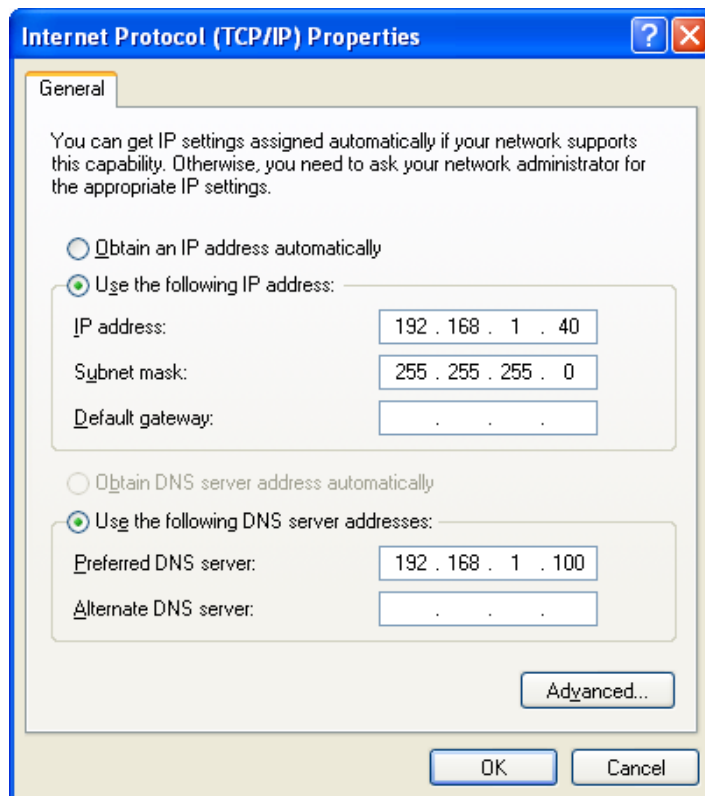 Internet Protocol (TCP/IP) Properties
General
You can get IP settings assigned automatically if your network supports
this capability. Otherwise, you need to ask your network administrator for
the appropriate IP settings.
Obtain an IP address automatically
Use the following IP address:
IP address: 192 . 168 . 1 . 40
Subnet mask: 255 . 255 . 255 . 0
Default gateway: . . .
Obtain DNS server address automatically
Use the following DNS server addresses:
Preferred DNS server: 192 . 168 . 1 . 100
Alternate DNS server: . . .
Advanced...
OK Cancel